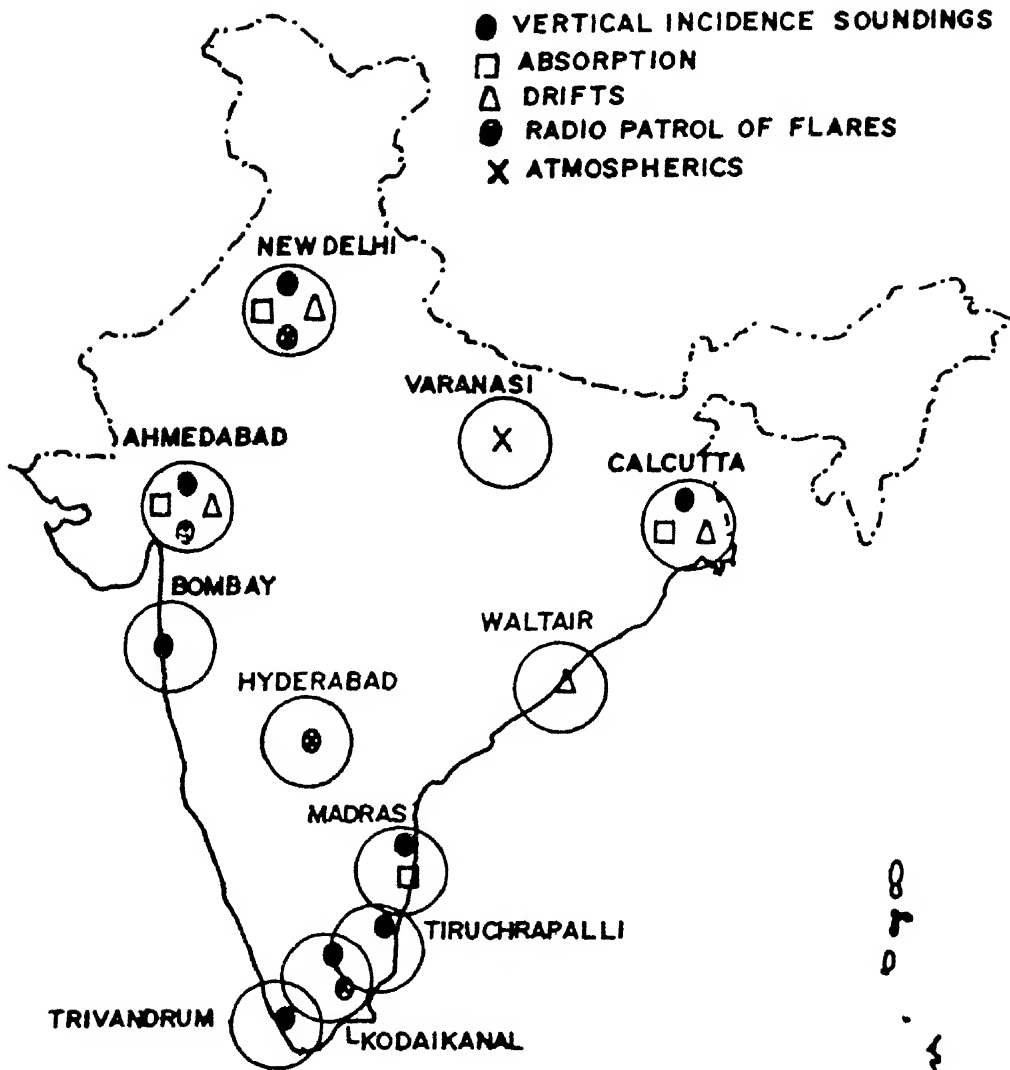 VERTICAL INCIDENCE SOUNDINGS
ABSORPTION
DRIFTS
RADIO PATROL OF FLARES
X ATMOSPHERICS
NEW DELHI
VARANASI
X
AHMEDABAD
CALCUTTA
BOMBAY
WALTAIR
HYDERABAD
MADRAS
TIRUCHRAPALLI
TRIVANDRUM
KODAIKANAL